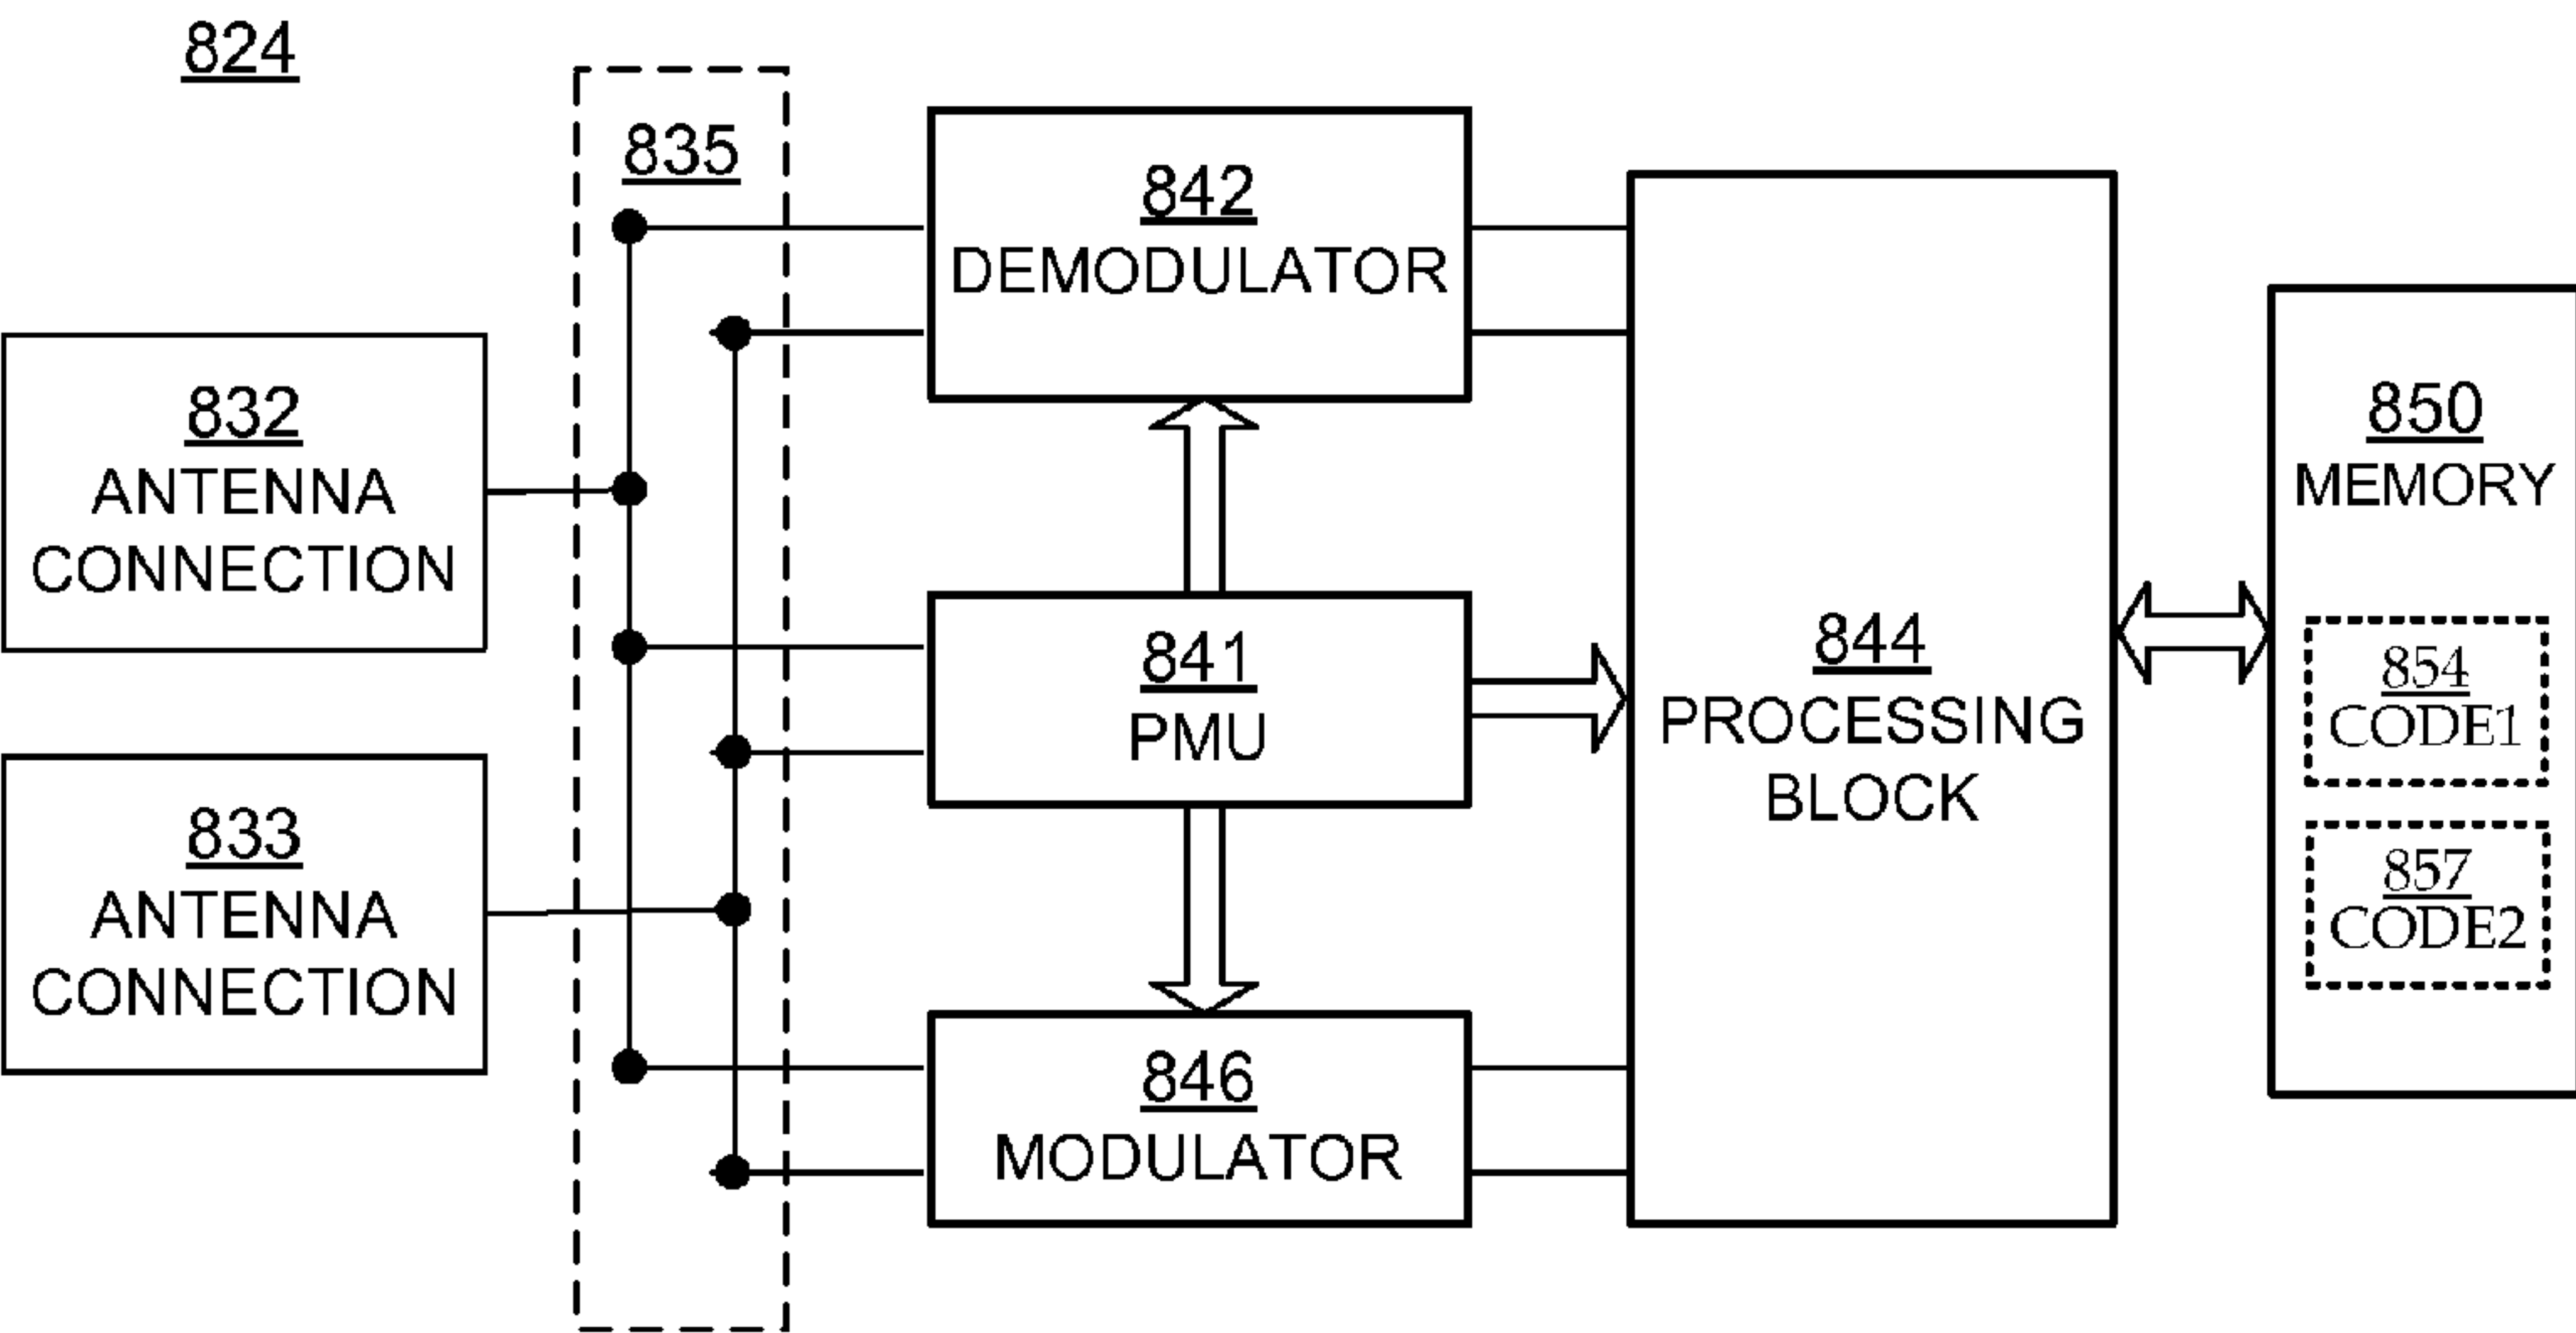 824
835
842
DEMODULATOR
832
ANTENNA
CONNECTION
841
PMU
833
ANTENNA
CONNECTION
846
MODULATOR
844
PROCESSING
BLOCK
850
MEMORY
854
CODE1
857
CODE2